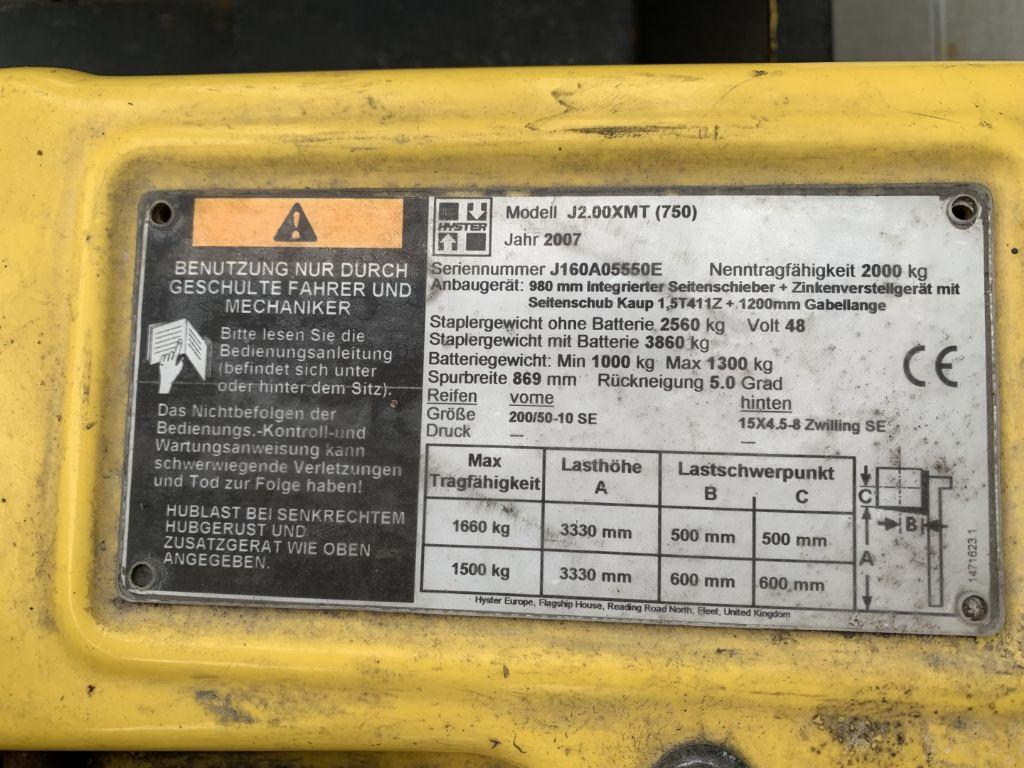 BENUTZUNG NUR DURCH
GESCHULTE FAHRER UND
MECHANIKER
Bitte lesen Sie die
Bedienungsanleitung
(befindet sich unter
oder hinter dem Sitz).
Das Nichtbefolgen der
Bedienungs.-Kontroll-und
Wartungsanweisung kann
schwerwiegende Verletzungen
und Tod zur Folge haben!
HUBLAST BEI SENKRECHTEM
HUBGERUST UND
ZUSATZGERAT WIE OBEN
ANGEGEBEN.
HYSTER
Modell J2.00XMT (750)
Jahr 2007
Seriennummer J160A05550E Nenntragfähigkeit 2000 kg
Anbaugerät: 980 mm Integrierter Seitenschieber + Zinkenverstellgerät mit
Seitenschub Kaup 1,5T411Z + 1200mm Gabellange
Staplergewicht ohne Batterie 2560 kg Volt 48
Staplergewicht mit Batterie 3860 kg
Batteriegewicht: Min 1000 kg Max 1300 kg
Spurbreite 869 mm Rückneigung 5.0 Grad
Reifen vorne hinten
Größe 200/50-10 SE 15X4.5-8 Zwilling SE
Druck — —
CE
Max Tragfähigkeit Lasthöhe A Lastschwerpunkt B C
1660 kg 3330 mm 500 mm 500 mm
1500 kg 3330 mm 600 mm 600 mm
C
B
A
1471623.1
Hyster Europe, Flagship House, Reading Road North, Fleet, United Kingdom